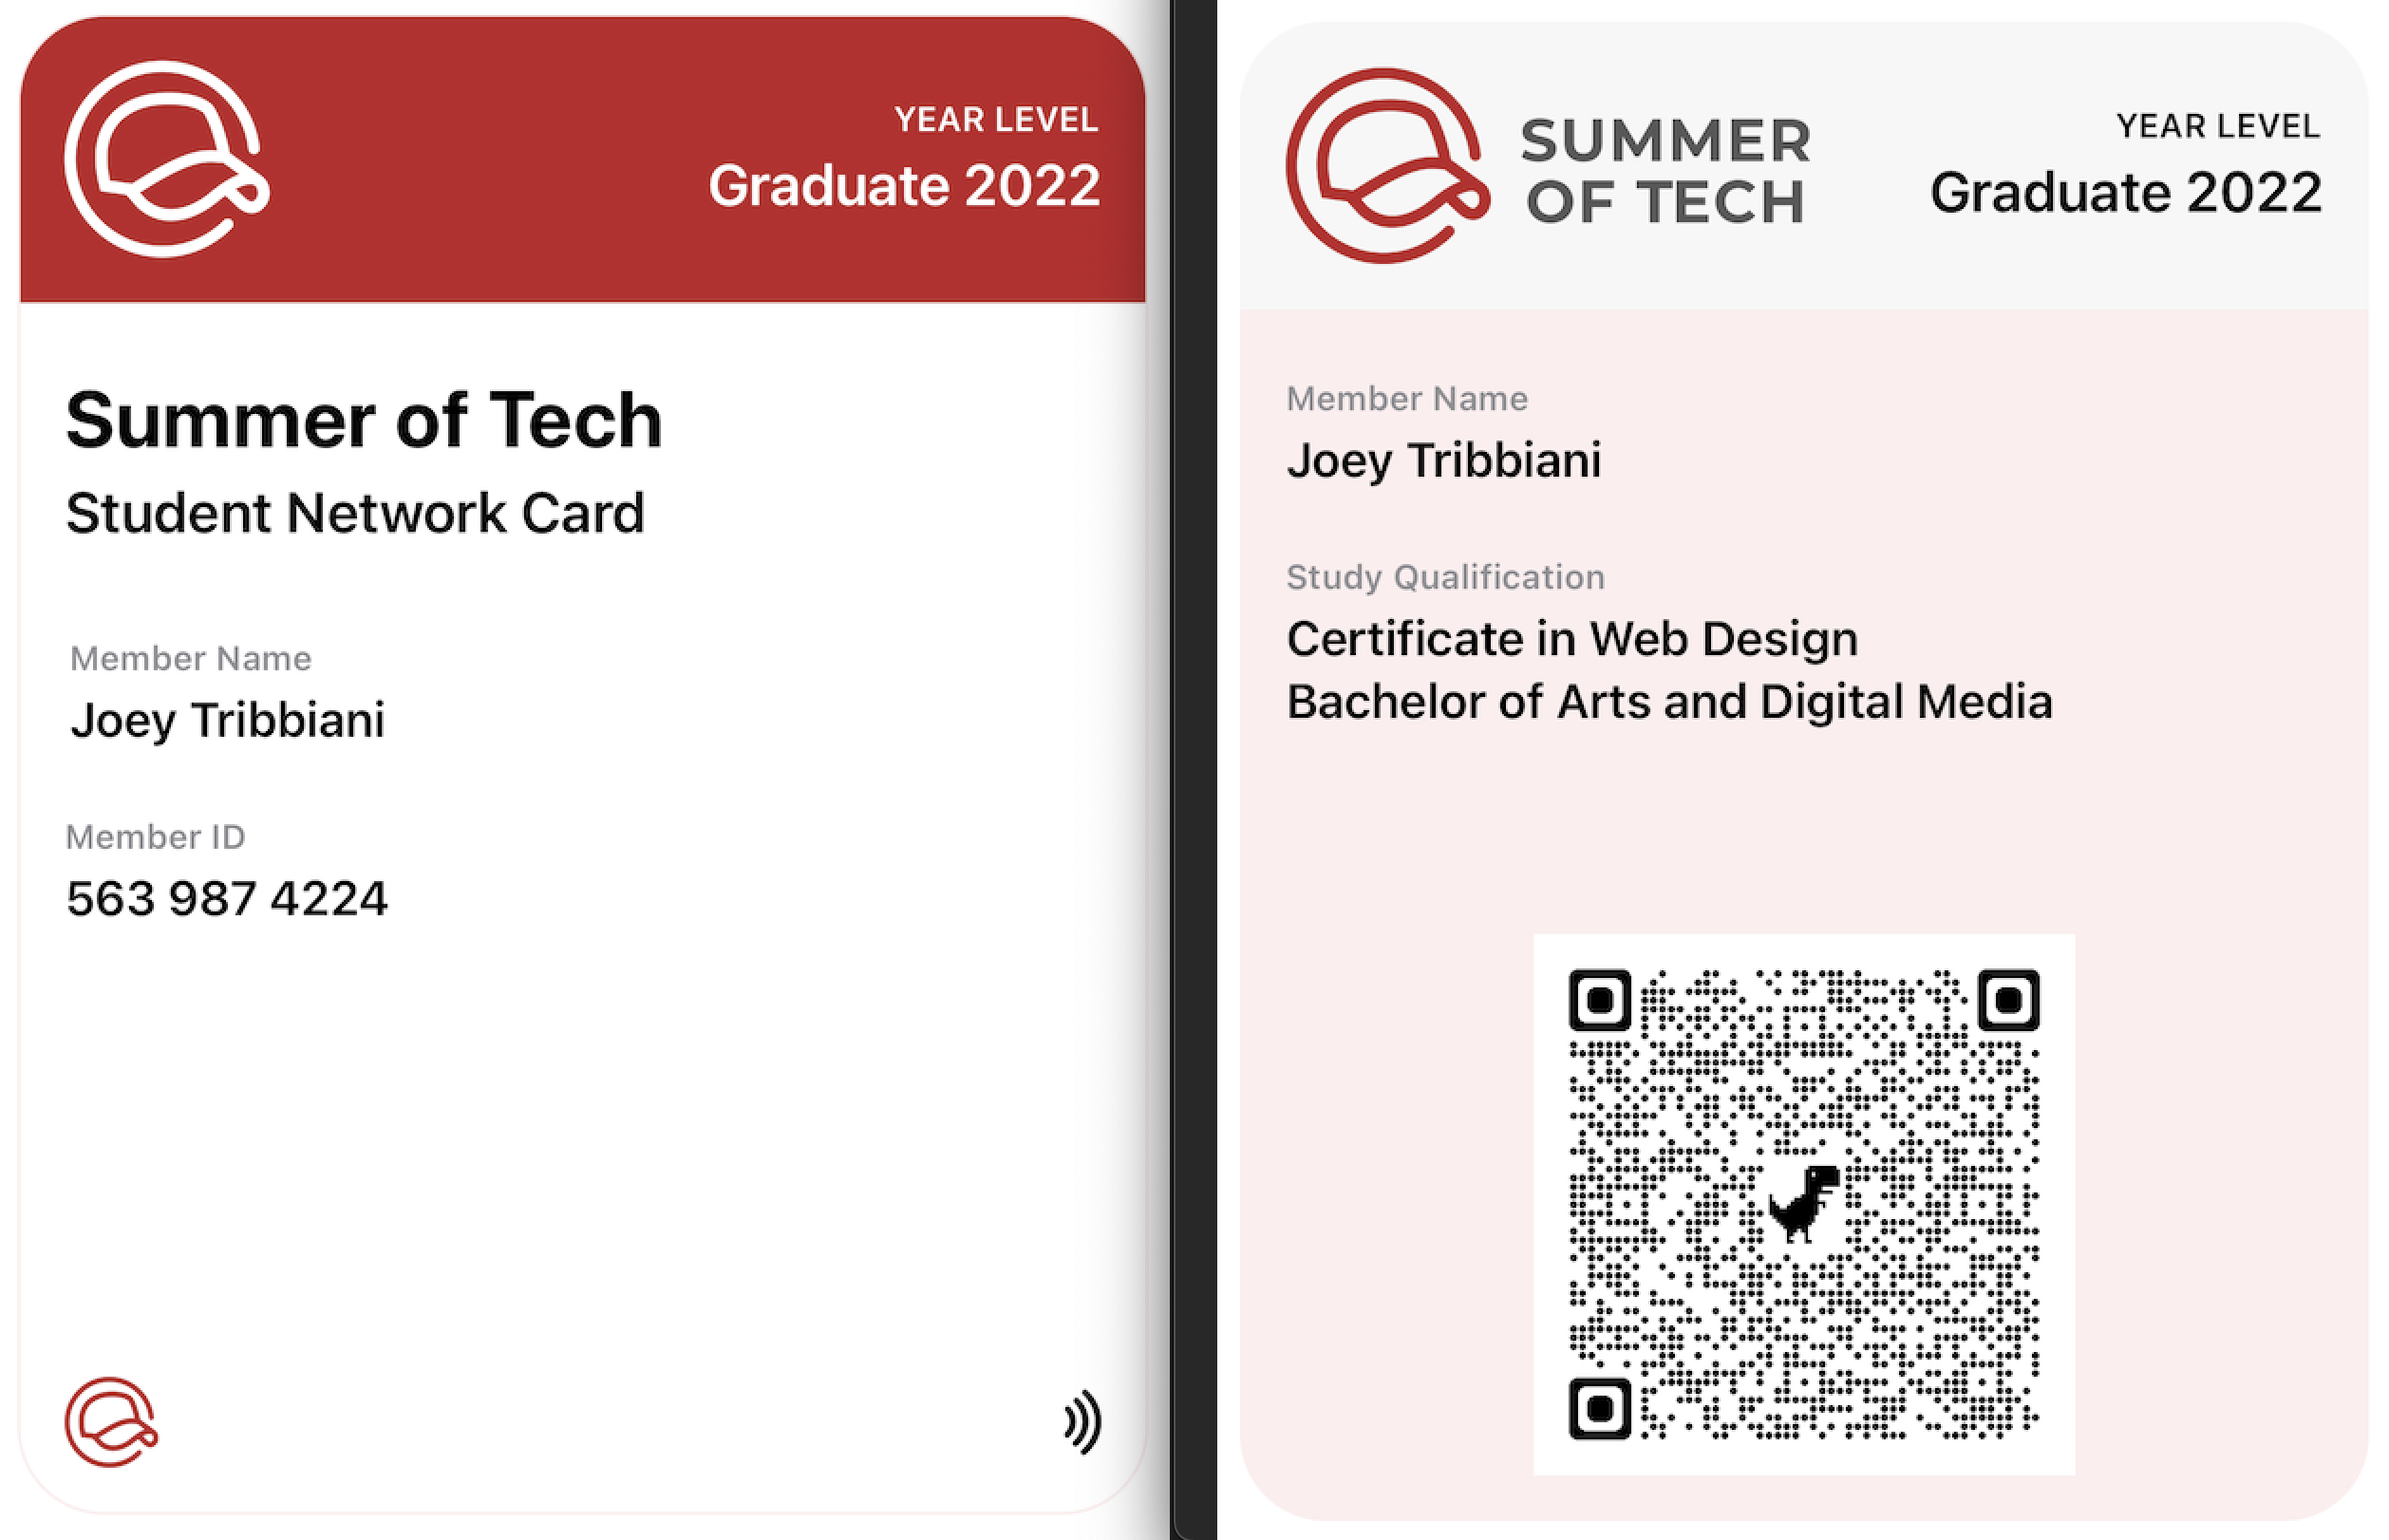 YEAR LEVEL
Graduate 2022
Summer of Tech
Student Network Card
Member Name
Joey Tribbiani
Member ID
563 987 4224
SUMMER
OF TECH
YEAR LEVEL
Graduate 2022
Member Name
Joey Tribbiani
Study Qualification
Certificate in Web Design
Bachelor of Arts and Digital Media